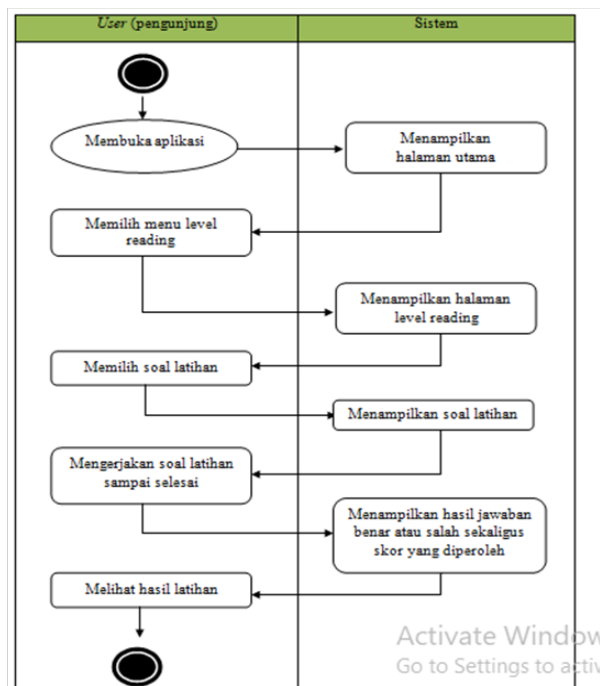 User (pengunjung)
Sistem
Membuka aplikasi
Menampilkan
halaman utama
Memilih menu level
reading
Menampilkan halaman
level reading
Memilih soal latihan
Menampilkan soal latihan
Mengerjakan soal latihan
sampai selesai
Menampilkan hasil jawaban
benar atau salah sekaligus
skor yang diperoleh
Melihat hasil latihan
Activate Window
Go to Settings to activ